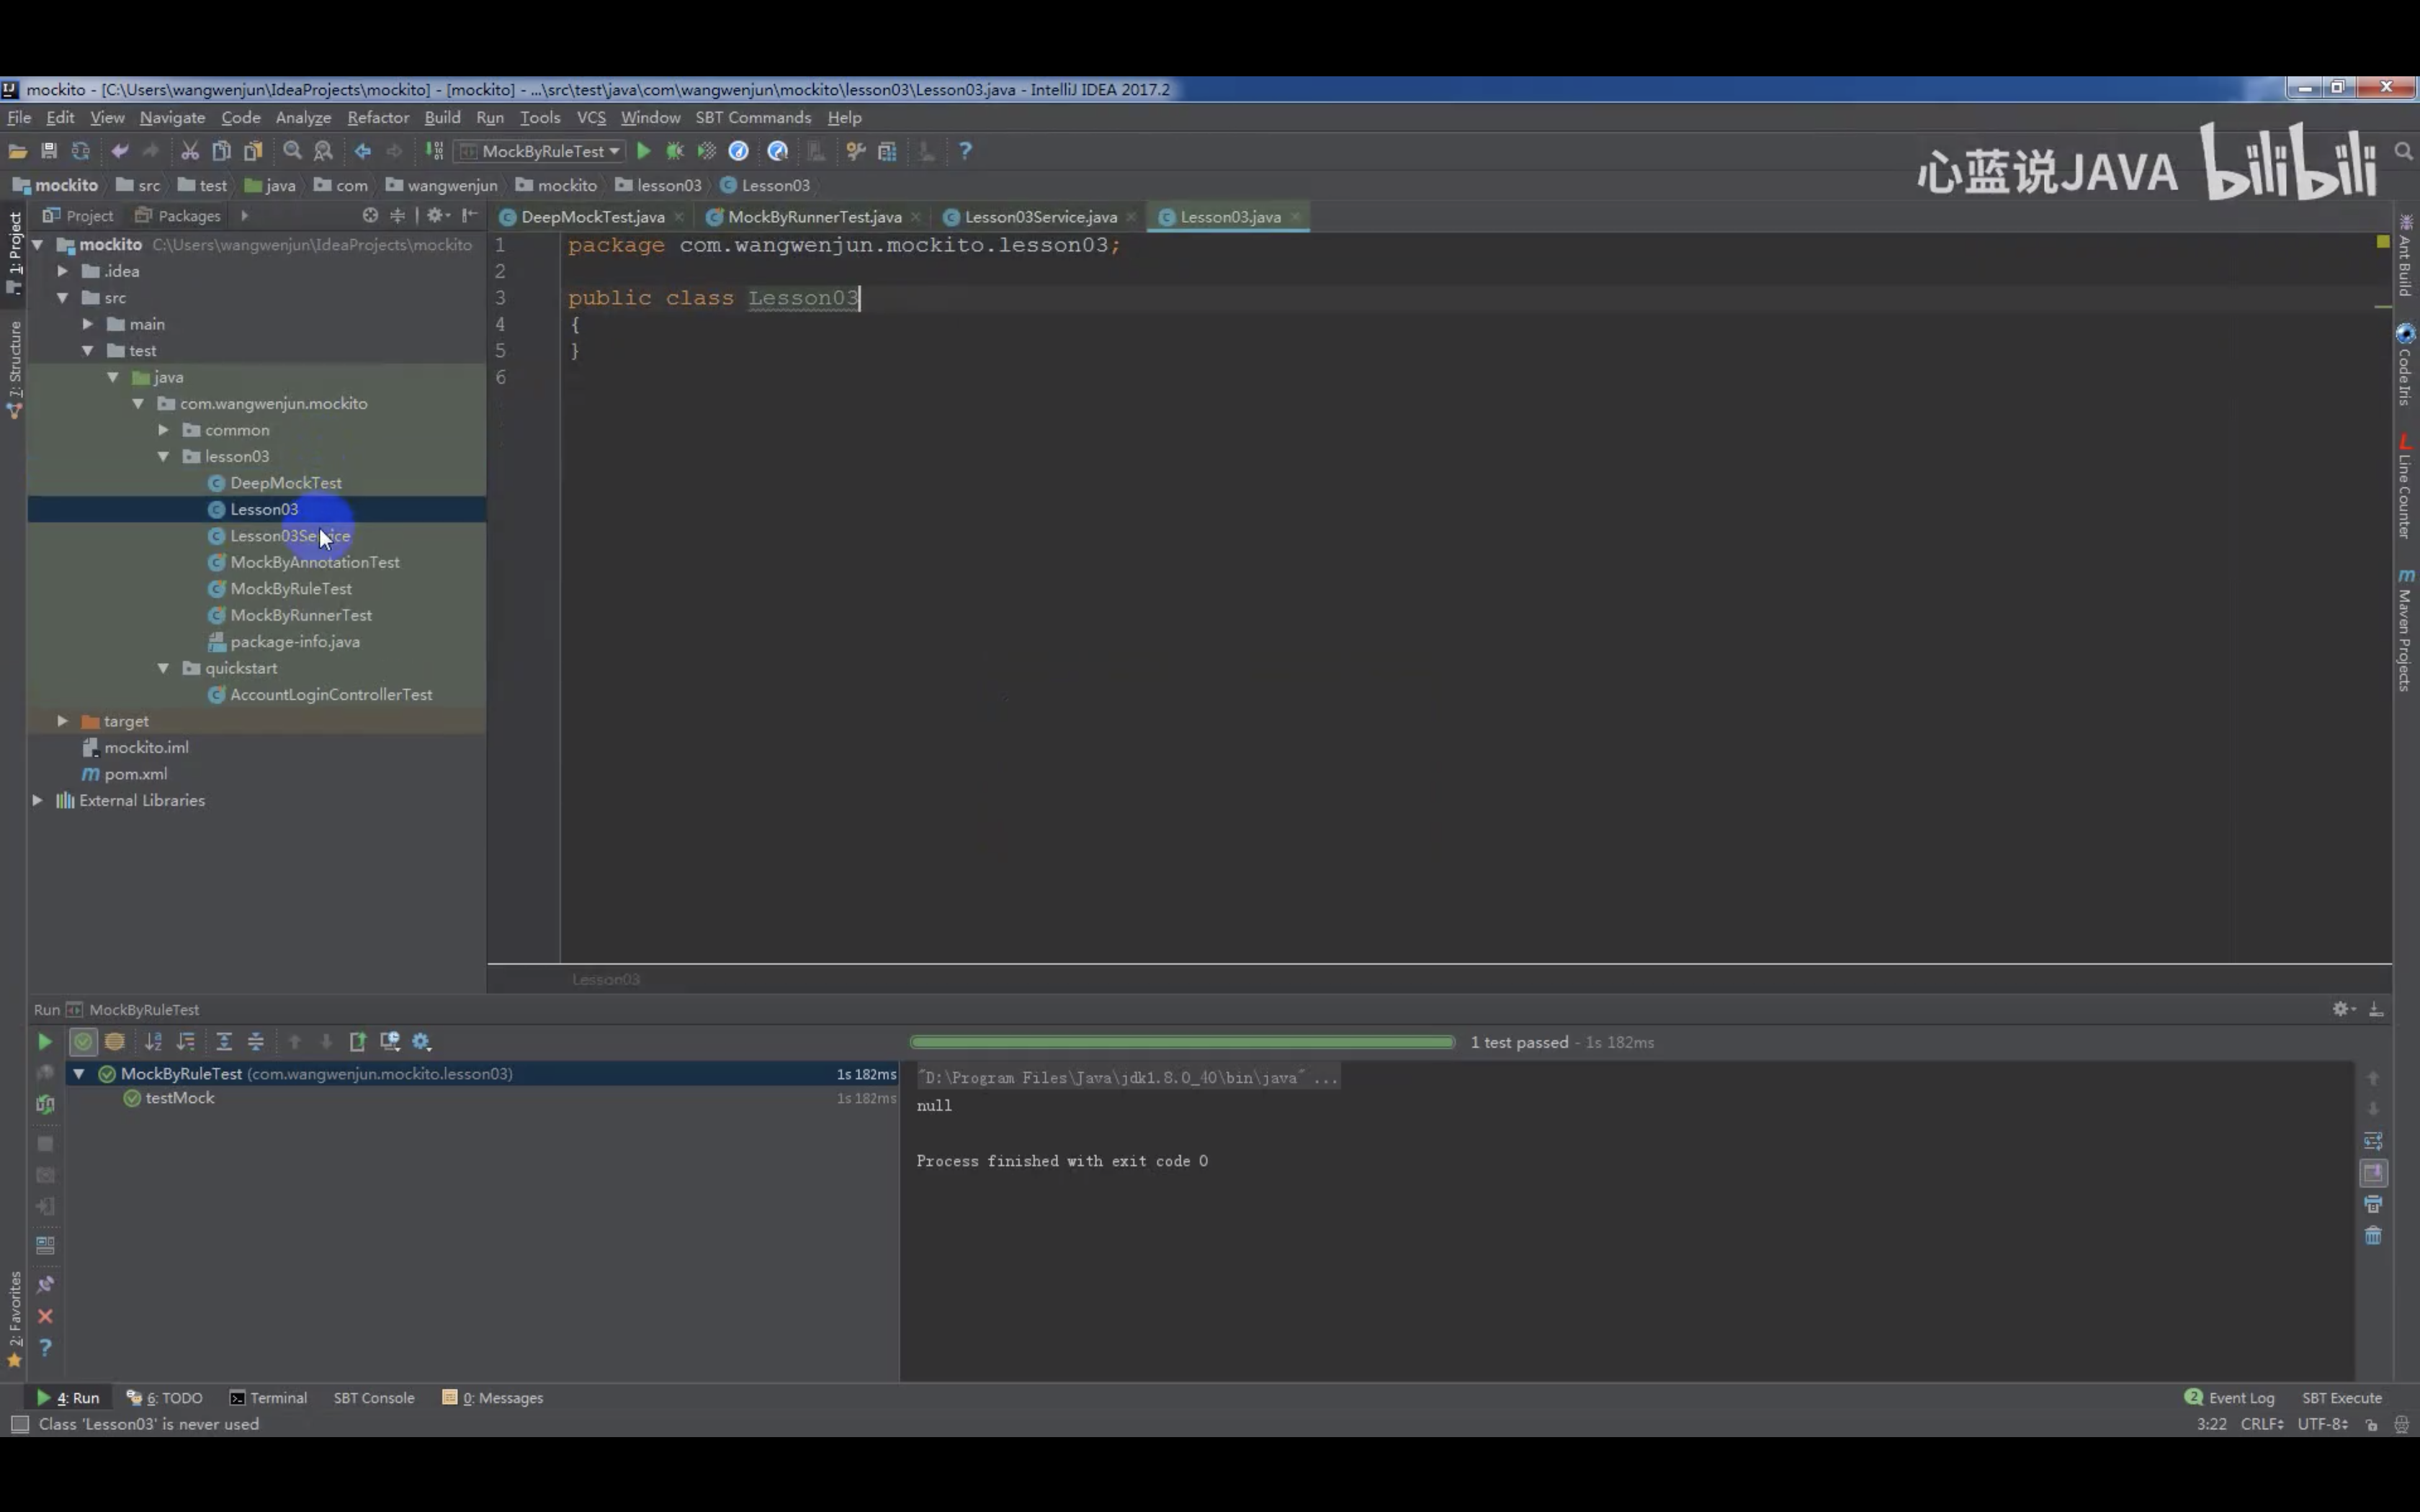 mockito - [C:\Users\wangwenjun\IdeaProjects\mockito] - [mockito] - ...\src\test\java\com\wangwenjun\mockito\lesson03\Lesson03.java - IntelliJ IDEA 2017.2
File Edit View Navigate Code Analyze Refactor Build Run Tools VCS Window SBT Commands Help
MockByRuleTest
心蓝说JAVA bilibili
mockito src test java com wangwenjun mockito lesson03 Lesson03
Project Packages
DeepMockTest.java MockByRunnerTest.java Lesson03Service.java Lesson03.java
1: Project
7: Structure
2: Favorites
mockito C:\Users\wangwenjun\IdeaProjects\mockito
.idea
src
main
test
java
com.wangwenjun.mockito
common
lesson03
DeepMockTest
Lesson03
Lesson03Service
MockByAnnotationTest
MockByRuleTest
MockByRunnerTest
package-info.java
quickstart
AccountLoginControllerTest
target
mockito.iml
pom.xml
External Libraries
1 package com.wangwenjun.mockito.lesson03;
2
3 public class Lesson03
4 {
5 }
6
Lesson03
Ant Build
Code Iris
Line Counter
Maven Projects
Run MockByRuleTest
1 test passed - 1s 182ms
MockByRuleTest (com.wangwenjun.mockito.lesson03) 1s 182ms
testMock 1s 182ms
"D:\Program Files\Java\jdk1.8.0_40\bin\java" ...
null
Process finished with exit code 0
4: Run 6: TODO Terminal SBT Console 0: Messages
2 Event Log SBT Execute
Class 'Lesson03' is never used
3:22 CRLF UTF-8